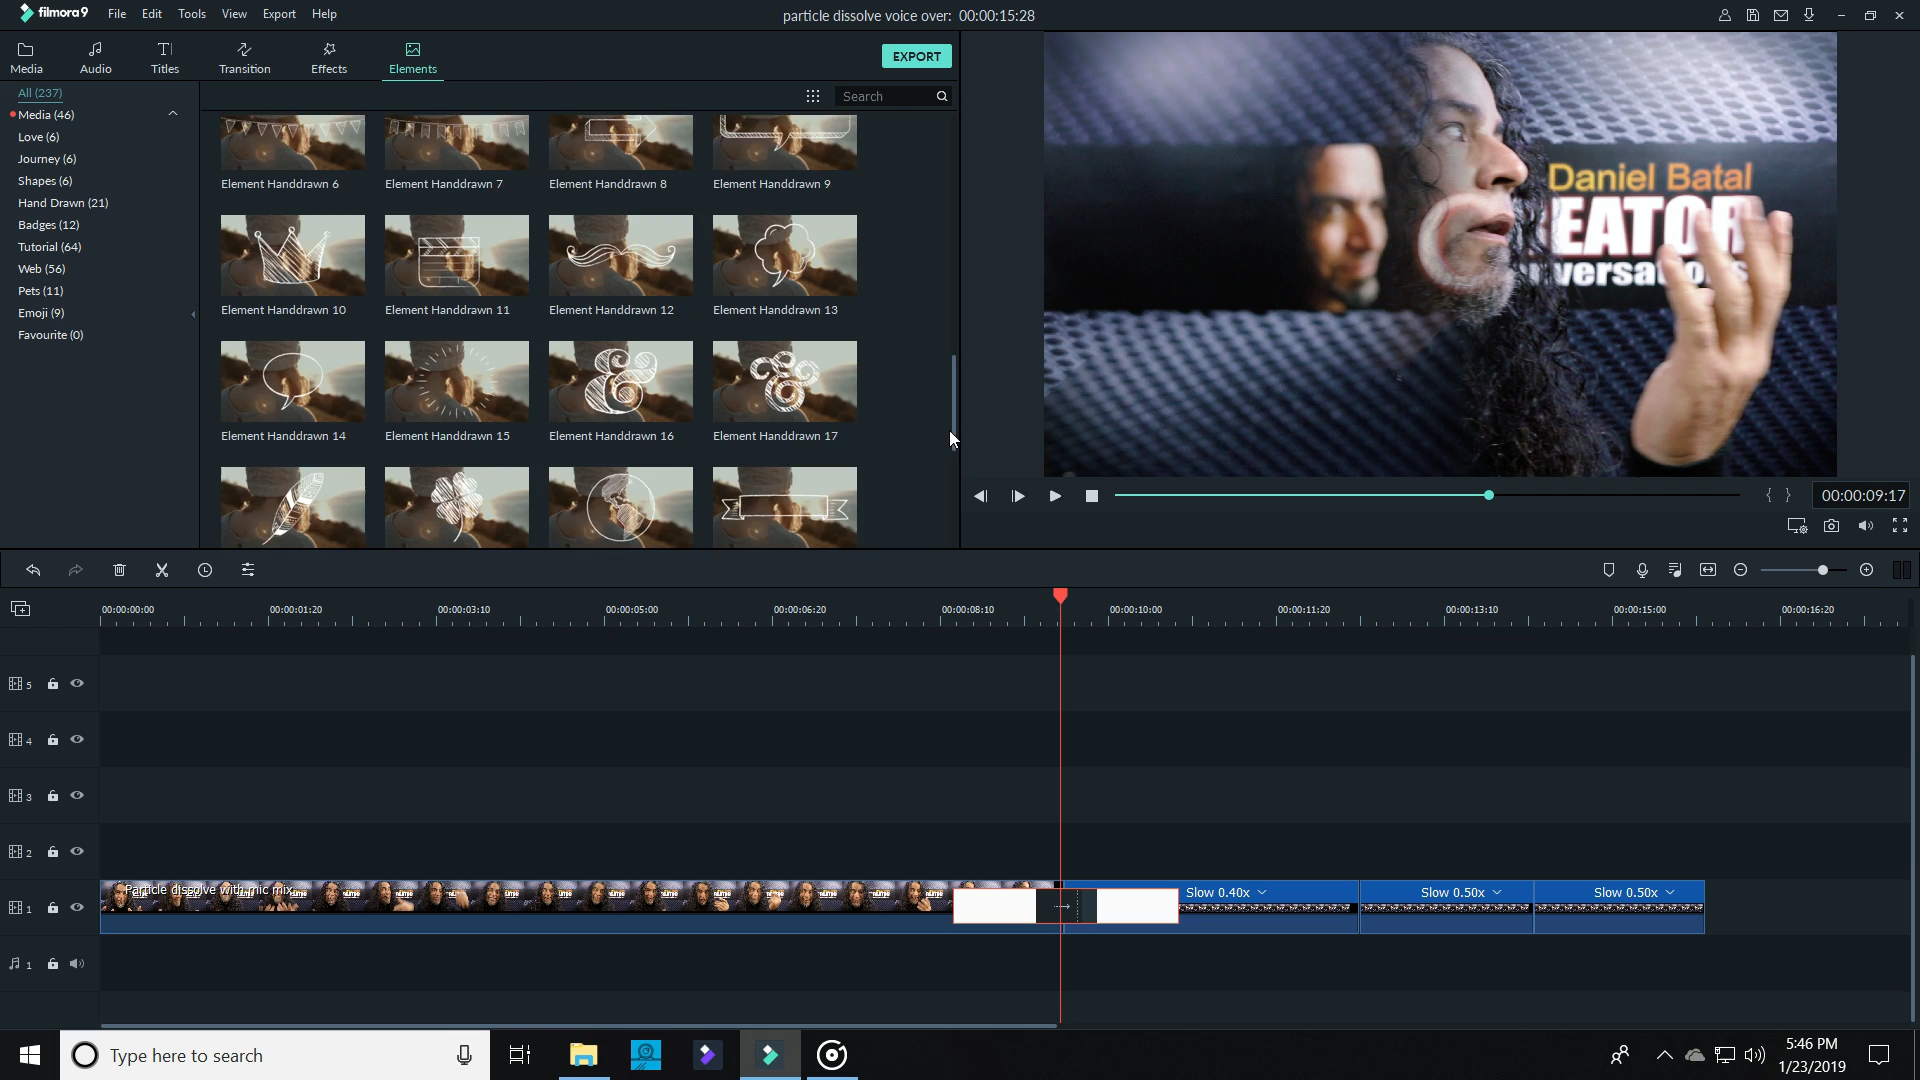 filmora9 File Edit Tools View Export Help
particle dissolve voice over: 00:00:15:28
Media Audio Titles Transition Effects Elements
EXPORT
All (237)
Media (46)
Love (6)
Journey (6)
Shapes (6)
Hand Drawn (21)
Badges (12)
Tutorial (64)
Web (56)
Pets (11)
Emoji (9)
Favourite (0)
Search
Element Handdrawn 6 Element Handdrawn 7 Element Handdrawn 8 Element Handdrawn 9
Element Handdrawn 10 Element Handdrawn 11 Element Handdrawn 12 Element Handdrawn 13
Element Handdrawn 14 Element Handdrawn 15 Element Handdrawn 16 Element Handdrawn 17
Daniel Batal
CREATOR
00:00:09:17
00:00:00:00 00:00:01:20 00:00:03:10 00:00:05:00 00:00:06:20 00:00:08:10 00:00:10:00 00:00:11:20 00:00:13:10 00:00:15:00 00:00:16:20
5
4
3
2
1
Particle dissolve with mic mix
Slow 0.40x Slow 0.50x Slow 0.50x
1
Type here to search
5:46 PM
1/23/2019